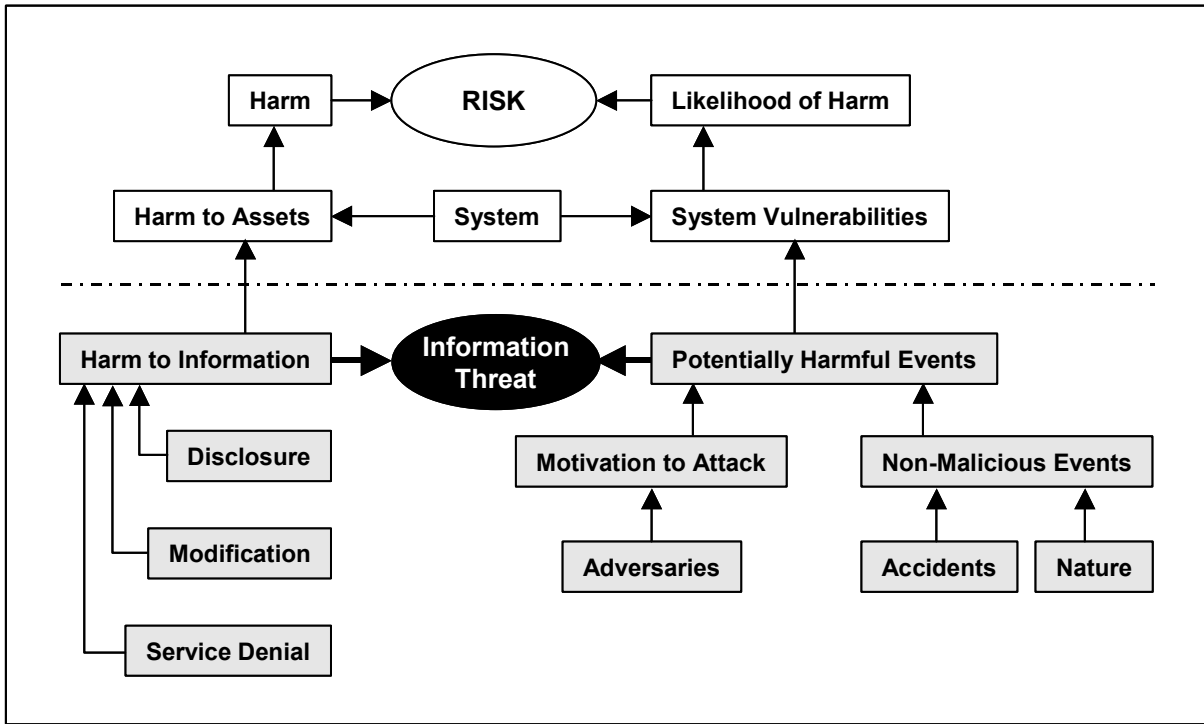 Harm
RISK
Likelihood of Harm
Harm to Assets
System
System Vulnerabilities
Harm to Information
Information
Threat
Potentially Harmful Events
Disclosure
Motivation to Attack
Non-Malicious Events
Modification
Adversaries
Accidents
Nature
Service Denial